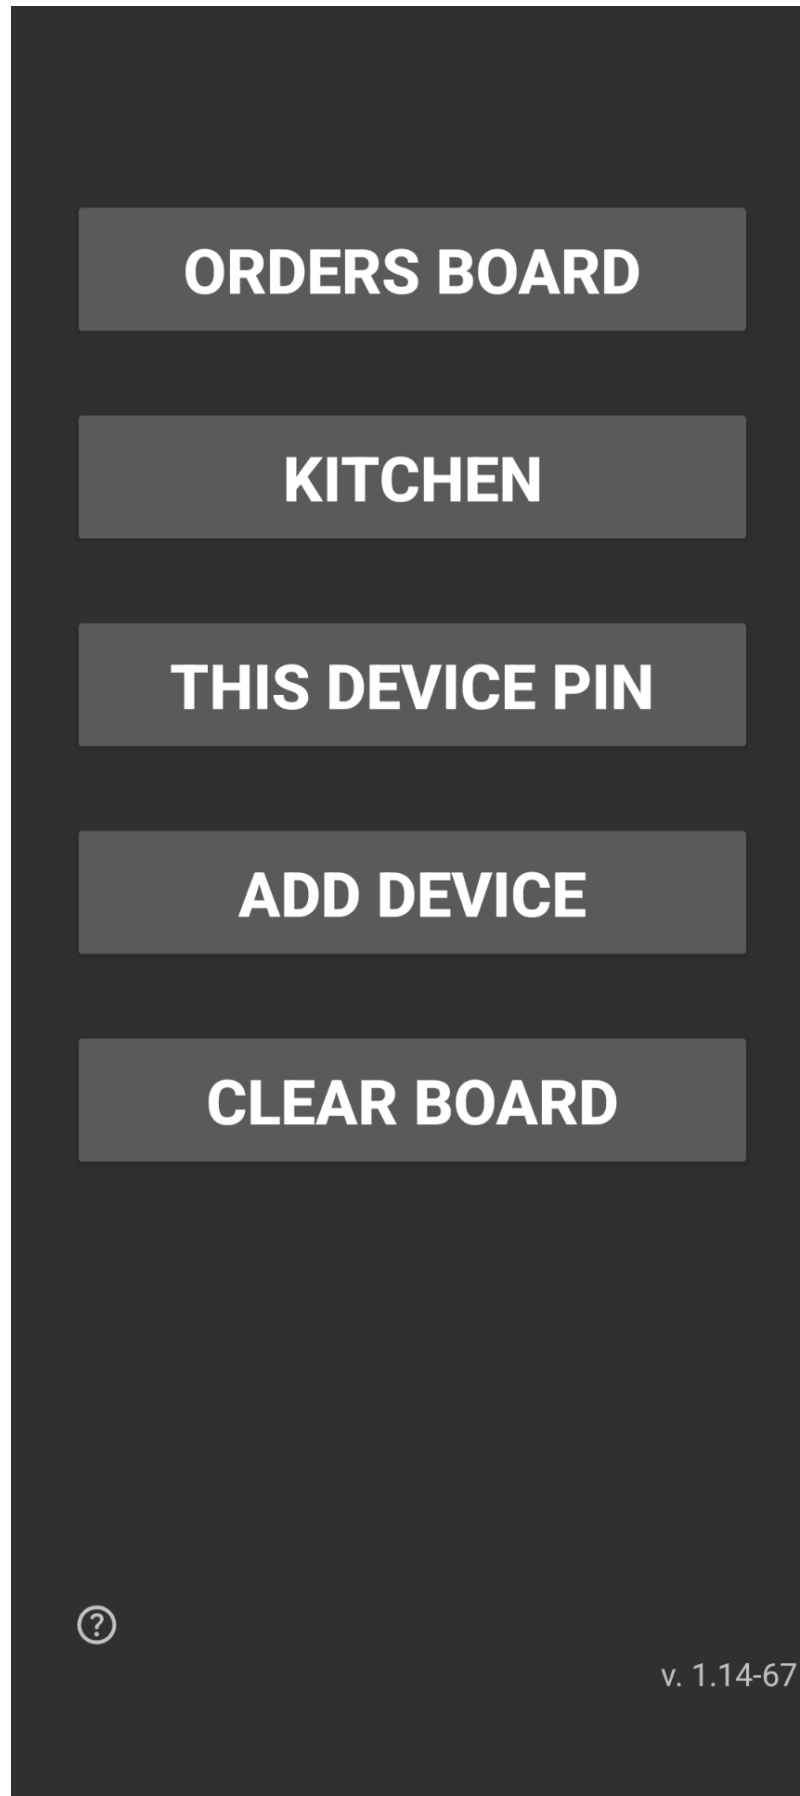 ORDERS BOARD
KITCHEN
THIS DEVICE PIN
ADD DEVICE
CLEAR BOARD
?
v. 1.14-67